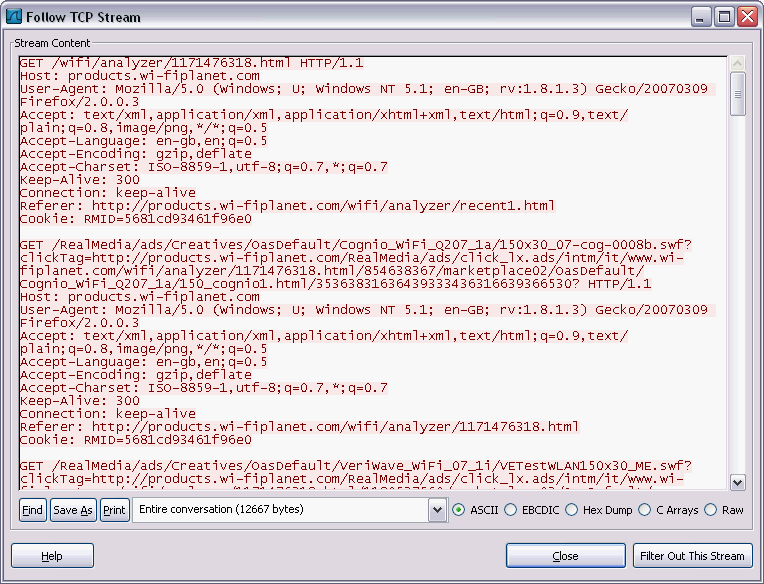 Follow TCP Stream
Stream Content
GET /wifi/analyzer/1171476318.html HTTP/1.1
Host: products.wi-fiplanet.com
User-Agent: Mozilla/5.0 (Windows; U; Windows NT 5.1; en-GB; rv:1.8.1.3) Gecko/20070309
Firefox/2.0.0.3
Accept: text/xml,application/xml,application/xhtml+xml,text/html;q=0.9,text/
plain;q=0.8,image/png,*/*;q=0.5
Accept-Language: en-gb,en;q=0.5
Accept-Encoding: gzip,deflate
Accept-Charset: ISO-8859-1,utf-8;q=0.7,*;q=0.7
Keep-Alive: 300
Connection: keep-alive
Referer: http://products.wi-fiplanet.com/wifi/analyzer/recent1.html
Cookie: RMID=5681cd93461f96e0
GET /RealMedia/ads/Creatives/OasDefault/Cognio_WiFi_Q207_1a/150x30_07-cog-0008b.swf?
clickTag=http://products.wi-fiplanet.com/RealMedia/ads/click_lx.ads/intm/it/www.wi-
fiplanet.com/wifi/analyzer/1171476318.html/854638367/marketplace02/OasDefault/
Cognio_WiFi_Q207_1a/150_cognio1.html/35363831636439333436316639366530? HTTP/1.1
Host: products.wi-fiplanet.com
User-Agent: Mozilla/5.0 (Windows; U; Windows NT 5.1; en-GB; rv:1.8.1.3) Gecko/20070309
Firefox/2.0.0.3
Accept: text/xml,application/xml,application/xhtml+xml,text/html;q=0.9,text/
plain;q=0.8,image/png,*/*;q=0.5
Accept-Language: en-gb,en;q=0.5
Accept-Encoding: gzip,deflate
Accept-Charset: ISO-8859-1,utf-8;q=0.7,*;q=0.7
Keep-Alive: 300
Connection: keep-alive
Referer: http://products.wi-fiplanet.com/wifi/analyzer/1171476318.html
Cookie: RMID=5681cd93461f96e0
GET /RealMedia/ads/Creatives/OasDefault/VeriWave_WiFi_07_1i/VETestWLAN150x30_ME.swf?
clickTag=http://products.wi-fiplanet.com/RealMedia/ads/click_lx.ads/intm/it/www.wi-
Find Save As Print Entire conversation (12667 bytes) ASCII EBCDIC Hex Dump C Arrays Raw
Help Close Filter Out This Stream